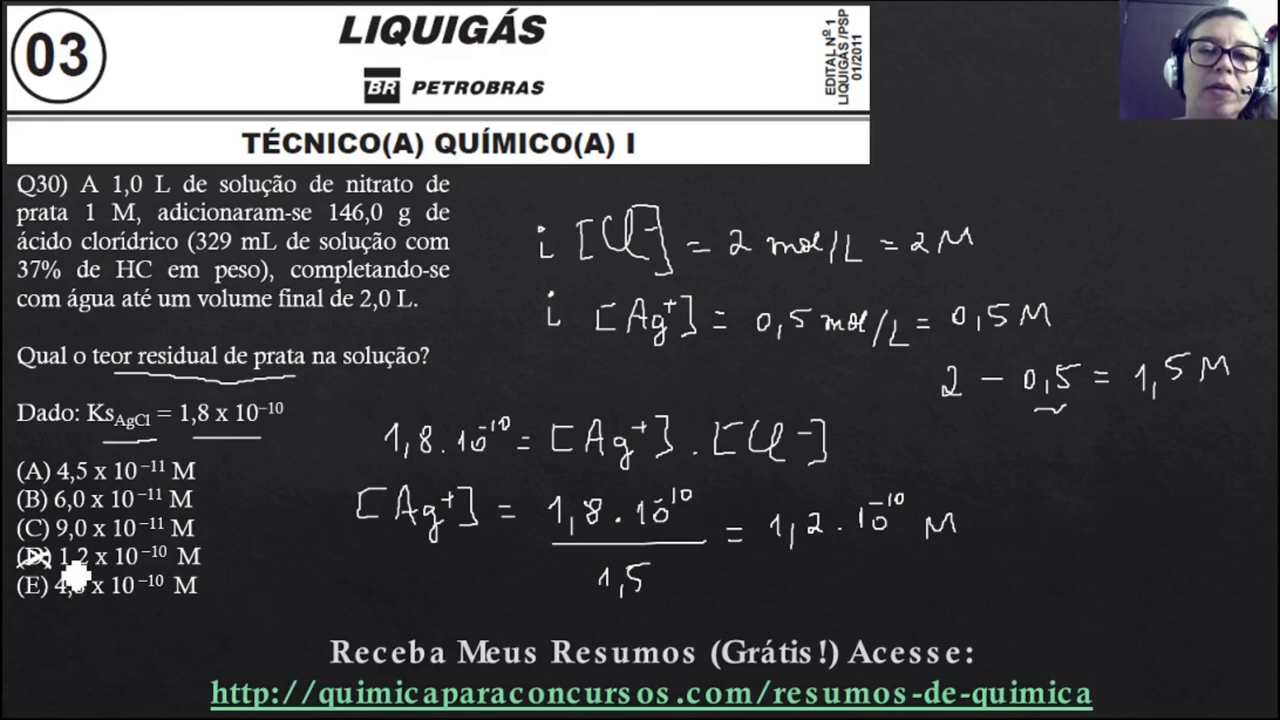 03
LIQUIGÁS
BR PETROBRAS
EDITAL Nº 1
LIQUIGÁS/PSP
01/2011
TÉCNICO(A) QUÍMICO(A) I
Q30) A 1,0 L de solução de nitrato de
prata 1 M, adicionaram-se 146,0 g de
ácido clorídrico (329 mL de solução com
37% de HC em peso), completando-se
com água até um volume final de 2,0 L.
Qual o teor residual de prata na solução?
Dado: KsAgCl = 1,8 x 10⁻¹⁰
(A) 4,5 x 10⁻¹¹ M
(B) 6,0 x 10⁻¹¹ M
(C) 9,0 x 10⁻¹¹ M
(D) 1,2 x 10⁻¹⁰ M
(E) 4, x 10⁻¹⁰ M
i [Cl⁻] = 2 mol/L = 2 M
i [Ag⁺] = 0,5 mol/L = 0,5 M
2 – 0,5 = 1,5 M
1,8 . 10⁻¹⁰ = [Ag⁺] . [Cl⁻]
[Ag⁺] = 1,8 . 10⁻¹⁰ = 1,2 . 10⁻¹⁰ M
1,5
Receba Meus Resumos (Grátis!) Acesse:
http://quimicaparaconcursos.com/resumos-de-quimica